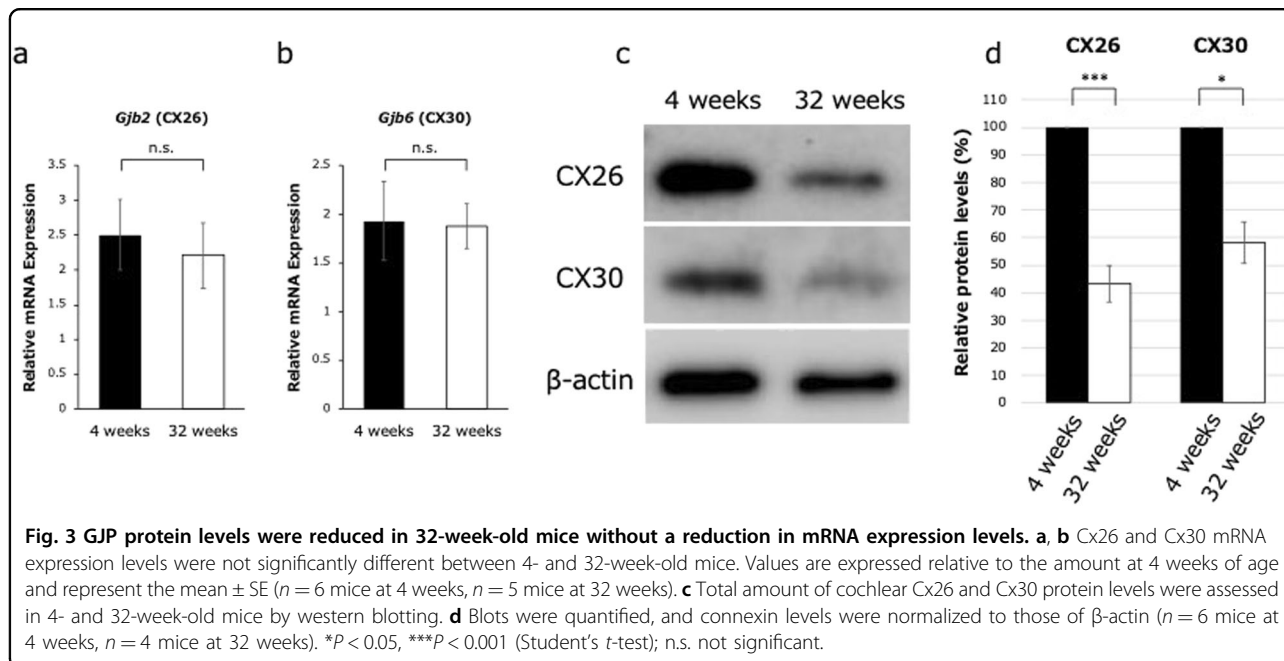 a
Gjb2 (CX26)
n.s.
Relative mRNA Expression
3.5
3
2.5
2
1.5
1
0.5
0
4 weeks 32 weeks
b
Gjb6 (CX30)
n.s.
Relative mRNA Expression
2.5
2
1.5
1
0.5
0
4 weeks 32 weeks
c
4 weeks 32 weeks
CX26
CX30
β-actin
d
CX26 CX30
*** *
Relative protein levels (%)
110
100
90
80
70
60
50
40
30
20
10
0
4 weeks
32 weeks
4 weeks
32 weeks
Fig. 3 GJP protein levels were reduced in 32-week-old mice without a reduction in mRNA expression levels. a, b Cx26 and Cx30 mRNA
expression levels were not significantly different between 4- and 32-week-old mice. Values are expressed relative to the amount at 4 weeks of age
and represent the mean ± SE (n = 6 mice at 4 weeks, n = 5 mice at 32 weeks). c Total amount of cochlear Cx26 and Cx30 protein levels were assessed
in 4- and 32-week-old mice by western blotting. d Blots were quantified, and connexin levels were normalized to those of β-actin (n = 6 mice at
4 weeks, n = 4 mice at 32 weeks). *P < 0.05, ***P < 0.001 (Student's t-test); n.s. not significant.